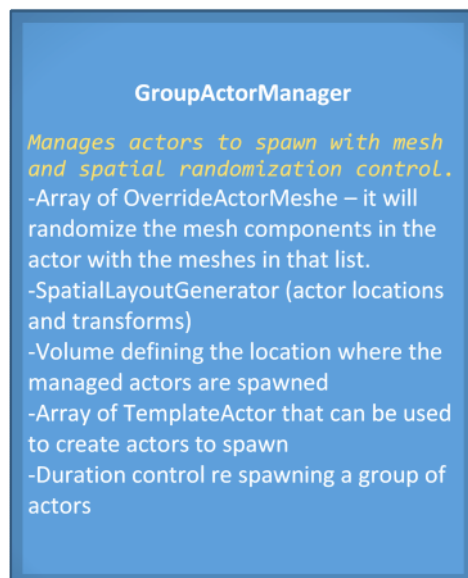 GroupActorManager
Manages actors to spawn with mesh
and spatial randomization control.
-Array of OverrideActorMeshe – it will
randomize the mesh components in the
actor with the meshes in that list.
-SpatialLayoutGenerator (actor locations
and transforms)
-Volume defining the location where the
managed actors are spawned
-Array of TemplateActor that can be used
to create actors to spawn
-Duration control re spawning a group of
actors